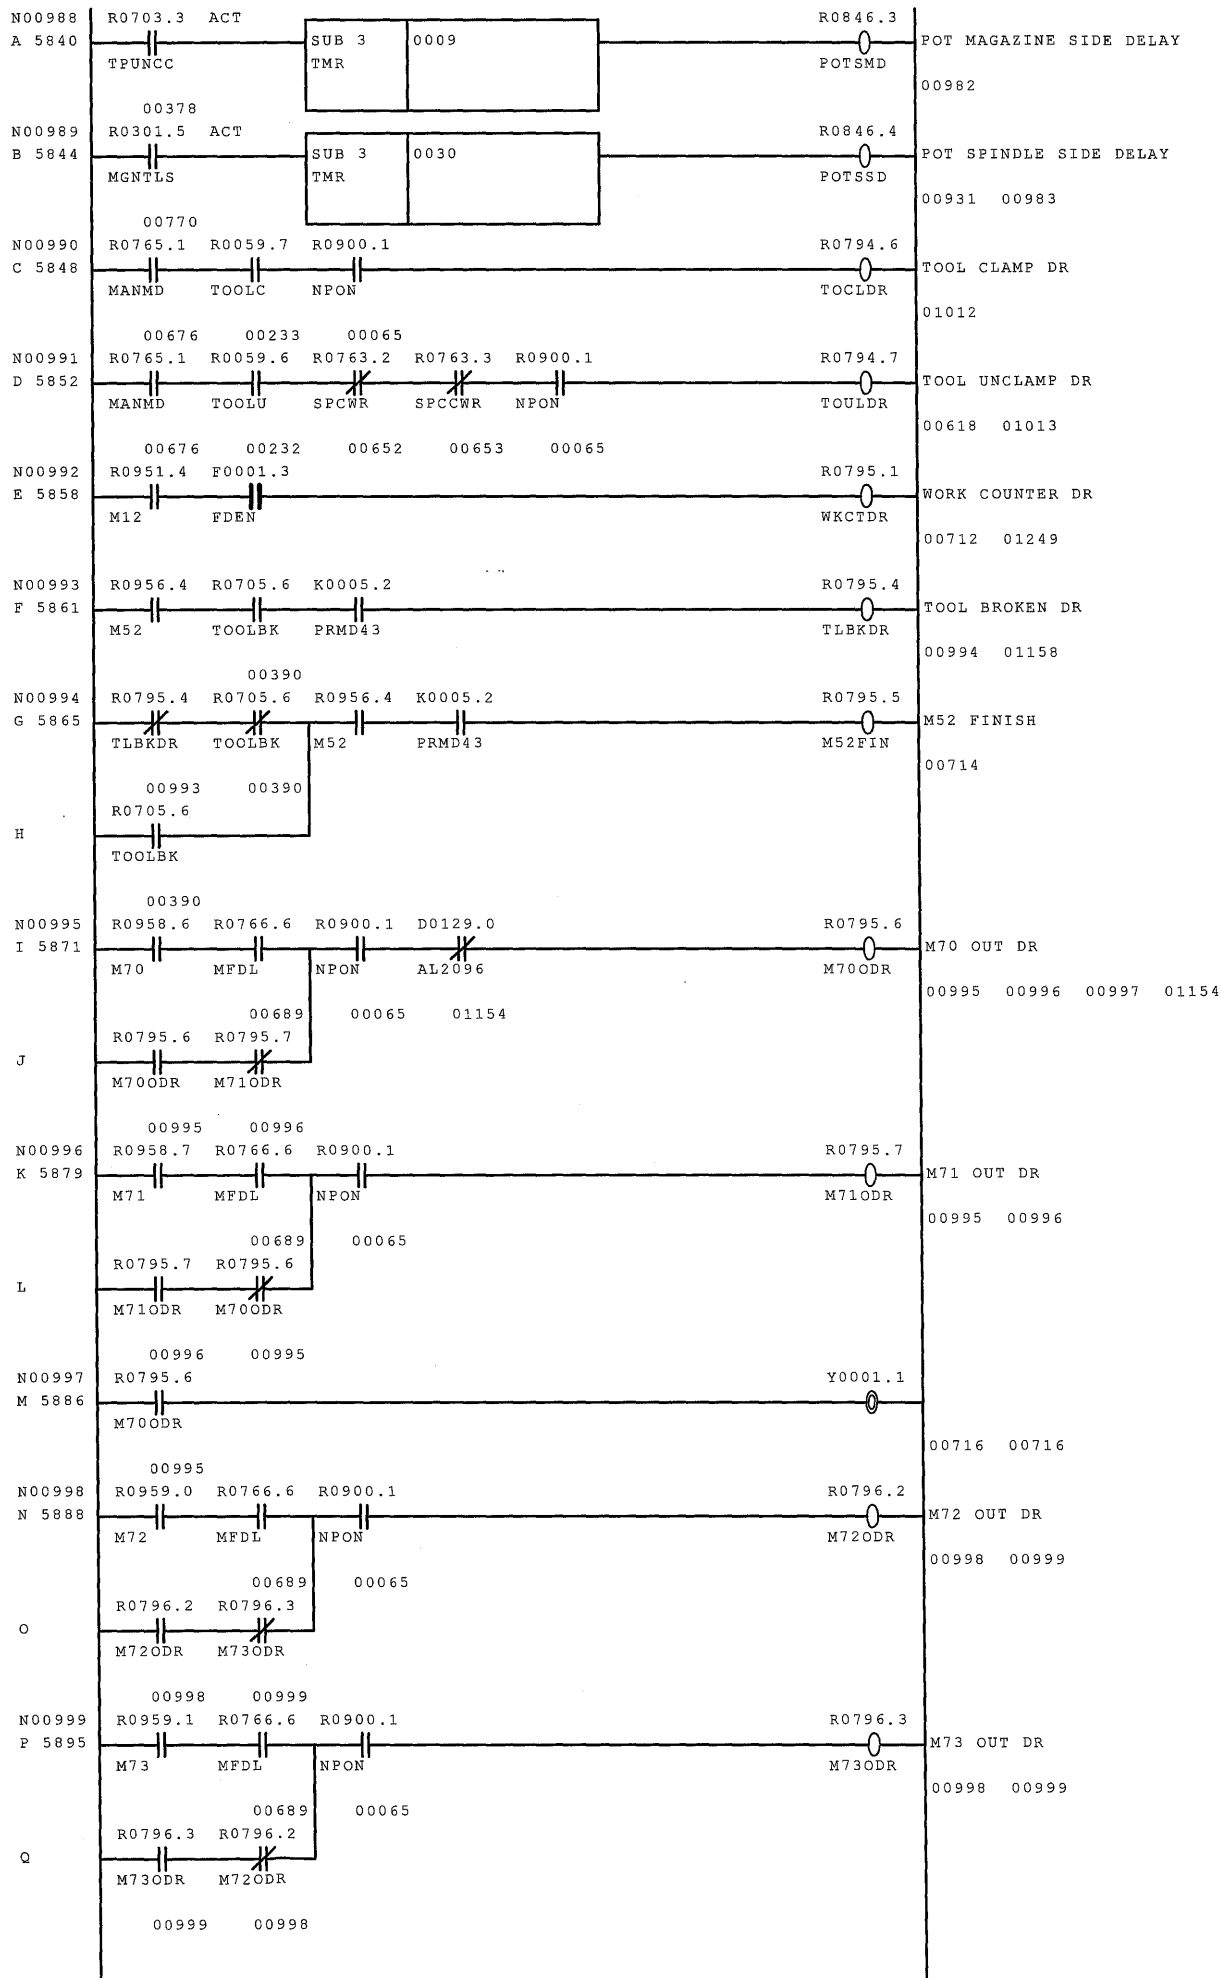 N00988 R0703.3 ACT R0846.3
A 5840 SUB 3 0009 POT MAGAZINE SIDE DELAY
TPUNCC TMR POTSMD
00982
00378
N00989 R0301.5 ACT R0846.4
B 5844 SUB 3 0030 POT SPINDLE SIDE DELAY
MGNTLS TMR POTSSD
00931 00983
00770
N00990 R0765.1 R0059.7 R0900.1 R0794.6
C 5848 TOOL CLAMP DR
MANMD TOOLC NPON TOCLDR
01012
00676 00233 00065
N00991 R0765.1 R0059.6 R0763.2 R0763.3 R0900.1 R0794.7
D 5852 TOOL UNCLAMP DR
MANMD TOOLU SPCWR SPCCWR NPON TOULDR
00618 01013
00676 00232 00652 00653 00065
N00992 R0951.4 F0001.3 R0795.1
E 5858 WORK COUNTER DR
M12 FDEN WKCTDR
00712 01249
N00993 R0956.4 R0705.6 K0005.2 R0795.4
F 5861 TOOL BROKEN DR
M52 TOOLBK PRMD43 TLBKDR
00994 01158
00390
N00994 R0795.4 R0705.6 R0956.4 K0005.2 R0795.5
G 5865 M52 FINISH
TLBKDR TOOLBK M52 PRMD43 M52FIN
00714
00993 00390
R0705.6
H
TOOLBK
00390
N00995 R0958.6 R0766.6 R0900.1 D0129.0 R0795.6
I 5871 M70 OUT DR
M70 MFDL NPON AL2096 M70ODR
00995 00996 00997 01154
00689 00065 01154
R0795.6 R0795.7
J
M70ODR M71ODR
00995 00996
N00996 R0958.7 R0766.6 R0900.1 R0795.7
K 5879 M71 OUT DR
M71 MFDL NPON M71ODR
00995 00996
00689 00065
R0795.7 R0795.6
L
M71ODR M70ODR
00996 00995
N00997 R0795.6 Y0001.1
M 5886
M70ODR
00716 00716
00995
N00998 R0959.0 R0766.6 R0900.1 R0796.2
N 5888 M72 OUT DR
M72 MFDL NPON M72ODR
00998 00999
00689 00065
R0796.2 R0796.3
O
M72ODR M73ODR
00998 00999
N00999 R0959.1 R0766.6 R0900.1 R0796.3
P 5895 M73 OUT DR
M73 MFDL NPON M73ODR
00998 00999
00689 00065
R0796.3 R0796.2
Q
M73ODR M72ODR
00999 00998